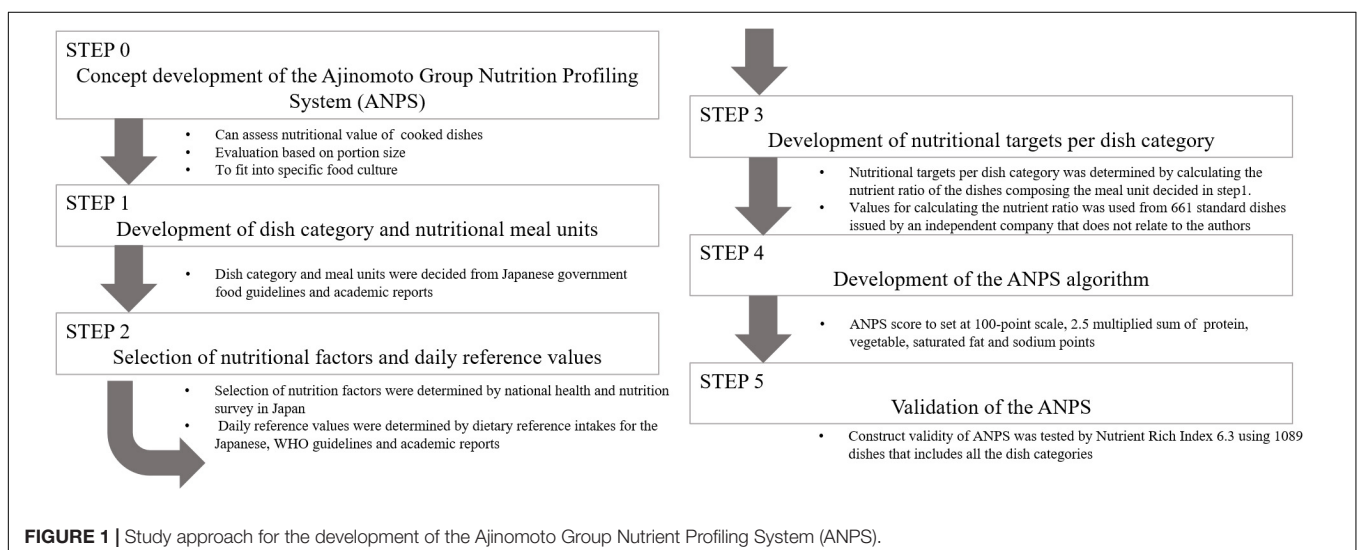 STEP 0
Concept development of the Ajinomoto Group Nutrition Profiling
System (ANPS)
• Can assess nutritional value of cooked dishes
• Evaluation based on portion size
• To fit into specific food culture
STEP 1
Development of dish category and nutritional meal units
• Dish category and meal units were decided from Japanese government
food guidelines and academic reports
STEP 2
Selection of nutritional factors and daily reference values
• Selection of nutrition factors were determined by national health and nutrition
survey in Japan
• Daily reference values were determined by dietary reference intakes for the
Japanese, WHO guidelines and academic reports
STEP 3
Development of nutritional targets per dish category
• Nutritional targets per dish category was determined by calculating the
nutrient ratio of the dishes composing the meal unit decided in step1.
• Values for calculating the nutrient ratio was used from 661 standard dishes
issued by an independent company that does not relate to the authors
STEP 4
Development of the ANPS algorithm
• ANPS score to set at 100-point scale, 2.5 multiplied sum of protein,
vegetable, saturated fat and sodium points
STEP 5
Validation of the ANPS
• Construct validity of ANPS was tested by Nutrient Rich Index 6.3 using 1089
dishes that includes all the dish categories
FIGURE 1 | Study approach for the development of the Ajinomoto Group Nutrient Profiling System (ANPS).